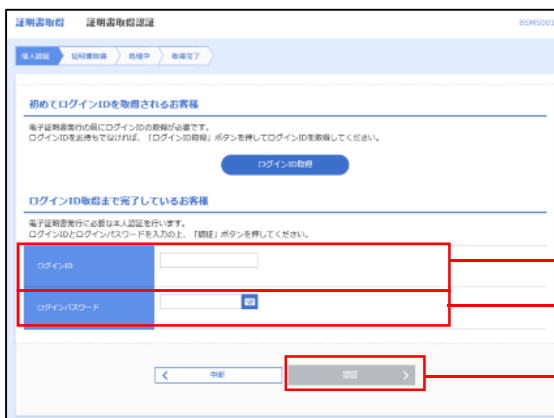 証明書取得 証明書取得認証
BSMS001
個人認証 証明書取得 処理中 取得完了
初めてログインIDを取得されるお客様
電子証明書発行の前にログインIDの取得が必要です。
ログインIDをお持ちでなければ、「ログインID取得」ボタンを押してログインIDを取得してください。
ログインID取得
ログインID取得まで完了しているお客様
電子証明書発行に必要な本人認証を行います。
ログインIDとログインパスワードを入力の上、「認証」ボタンを押してください。
ログインID
ログインパスワード
中断
認証